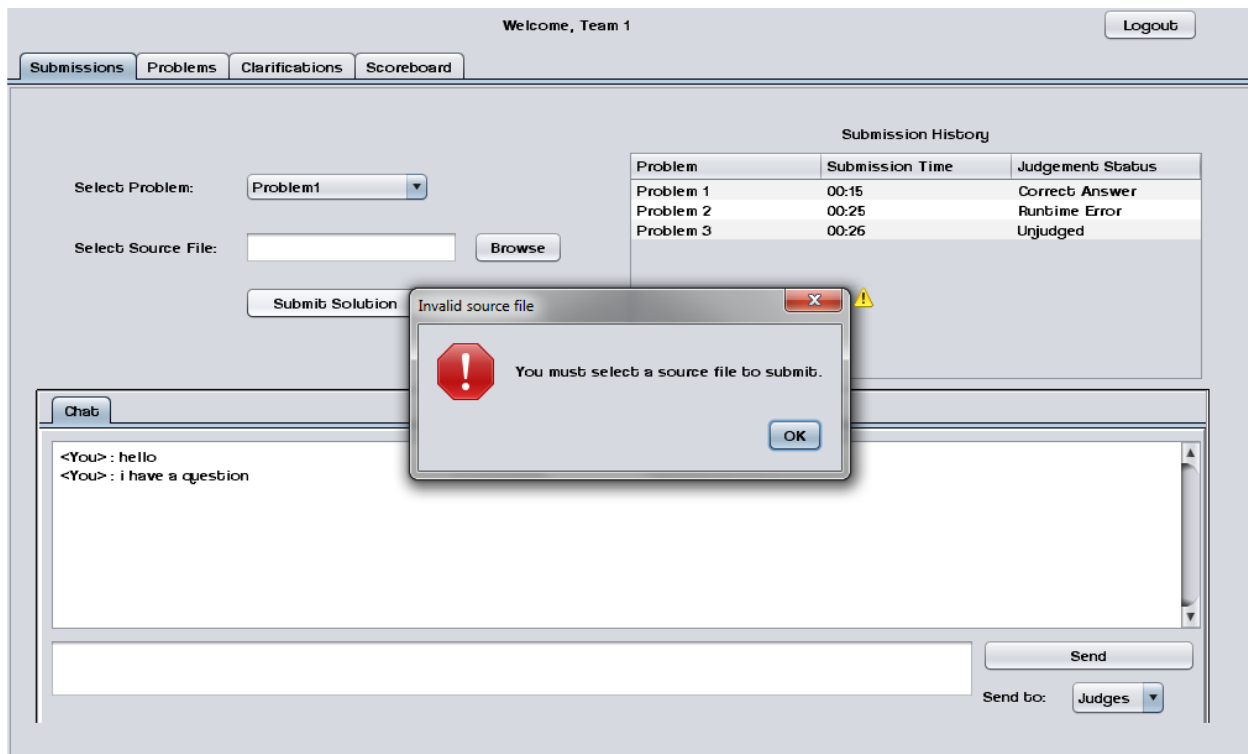 Welcome, Team 1
Logout
Submissions Problems Clarifications Scoreboard
Submission History
Problem Submission Time Judgement Status
Select Problem: Problem1
Problem 1 00:15 Correct Answer
Problem 2 00:25 Runtime Error
Problem 3 00:26 Unjudged
Select Source File: Browse
Submit Solution
Invalid source file
You must select a source file to submit.
OK
Chat
<You> : hello
<You> : i have a question
Send
Send to: Judges